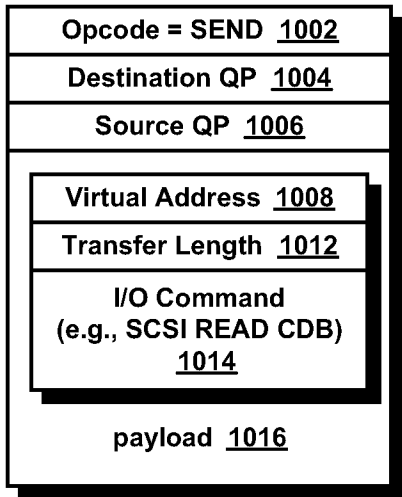 Opcode = SEND 1002
Destination QP 1004
Source QP 1006
Virtual Address 1008
Transfer Length 1012
I/O Command
(e.g., SCSI READ CDB)
1014
payload 1016